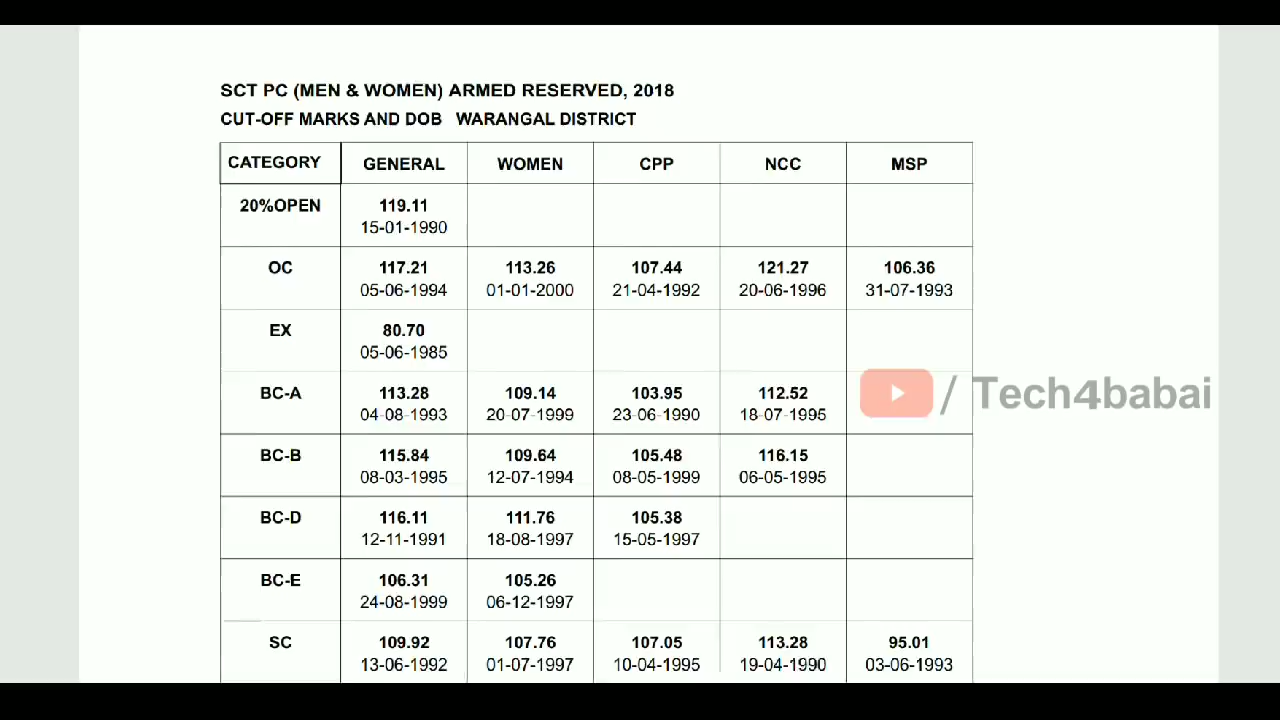 SCT PC (MEN & WOMEN) ARMED RESERVED, 2018
CUT-OFF MARKS AND DOB WARANGAL DISTRICT
CATEGORY GENERAL WOMEN CPP NCC MSP
20%OPEN 119.11
15-01-1990
OC 117.21 113.26 107.44 121.27 106.36
05-06-1994 01-01-2000 21-04-1992 20-06-1996 31-07-1993
EX 80.70
05-06-1985
BC-A 113.28 109.14 103.95 112.52
04-08-1993 20-07-1999 23-06-1990 18-07-1995
/ Tech4babai
BC-B 115.84 109.64 105.48 116.15
08-03-1995 12-07-1994 08-05-1999 06-05-1995
BC-D 116.11 111.76 105.38
12-11-1991 18-08-1997 15-05-1997
BC-E 106.31 105.26
24-08-1999 06-12-1997
SC 109.92 107.76 107.05 113.28 95.01
13-06-1992 01-07-1997 10-04-1995 19-04-1990 03-06-1993